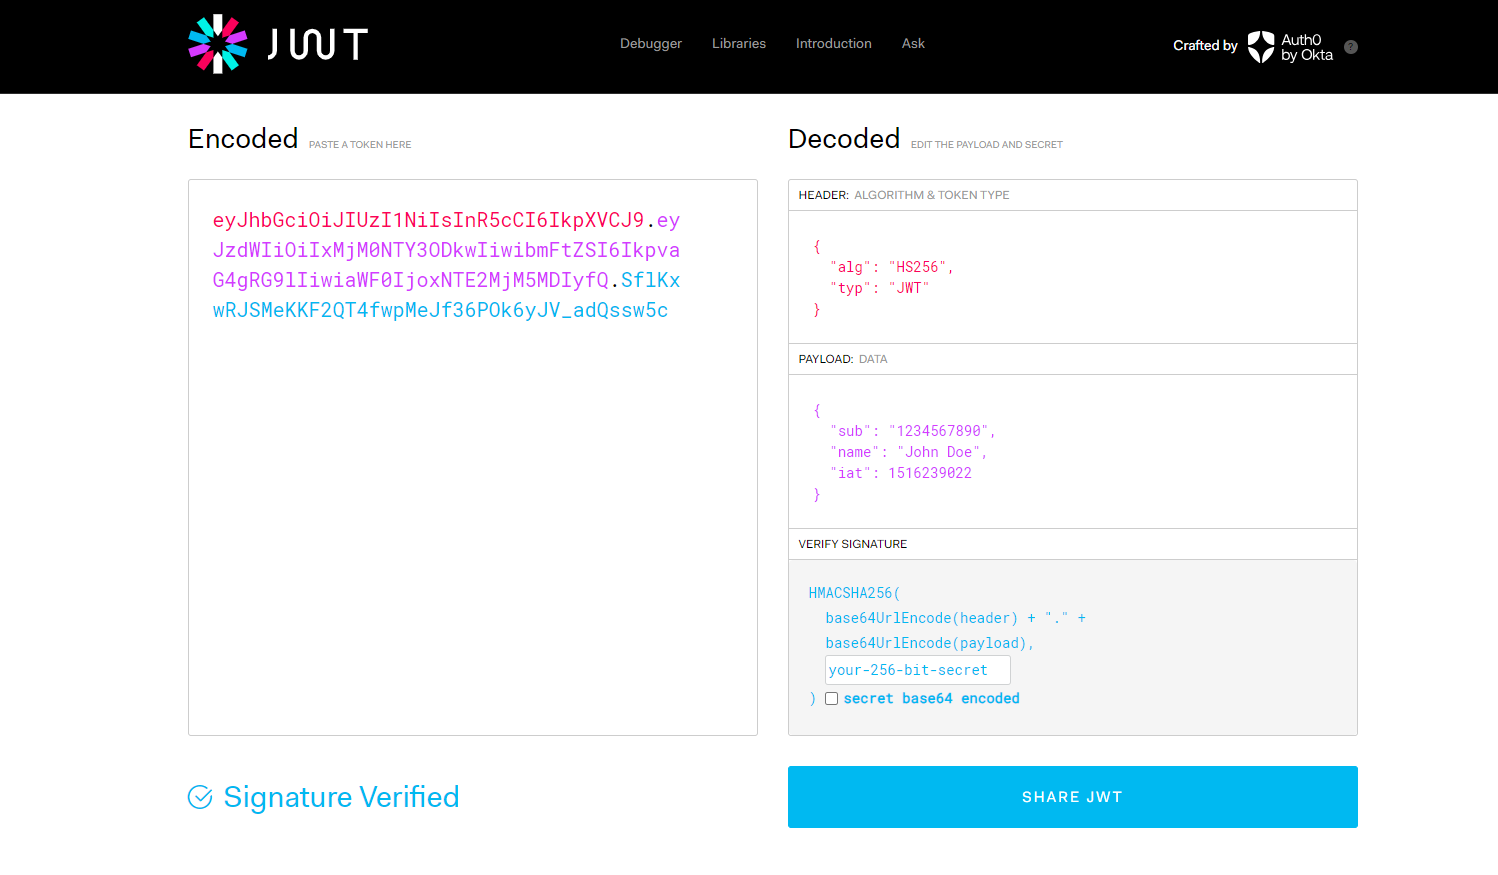 JWT
Debugger
Libraries
Introduction
Ask
Crafted by
Auth0
by Okta
?
Encoded
PASTE A TOKEN HERE
eyJhbGciOiJIUzI1NiIsInR5cCI6IkpXVCJ9.ey
JzdWIiOiIxMjM0NTY3ODkwIiwibmFtZSI6Ikpva
G4gRG9lIiwiaWF0IjoxNTE2MjM5MDIyfQ.SflKx
wRJSMeKKF2QT4fwpMeJf36POk6yJV_adQssw5c
Signature Verified
Decoded
EDIT THE PAYLOAD AND SECRET
HEADER: ALGORITHM & TOKEN TYPE
{
  "alg": "HS256",
  "typ": "JWT"
}
PAYLOAD: DATA
{
  "sub": "1234567890",
  "name": "John Doe",
  "iat": 1516239022
}
VERIFY SIGNATURE
HMACSHA256(
  base64UrlEncode(header) + "." +
  base64UrlEncode(payload),
  your-256-bit-secret
) secret base64 encoded
SHARE JWT